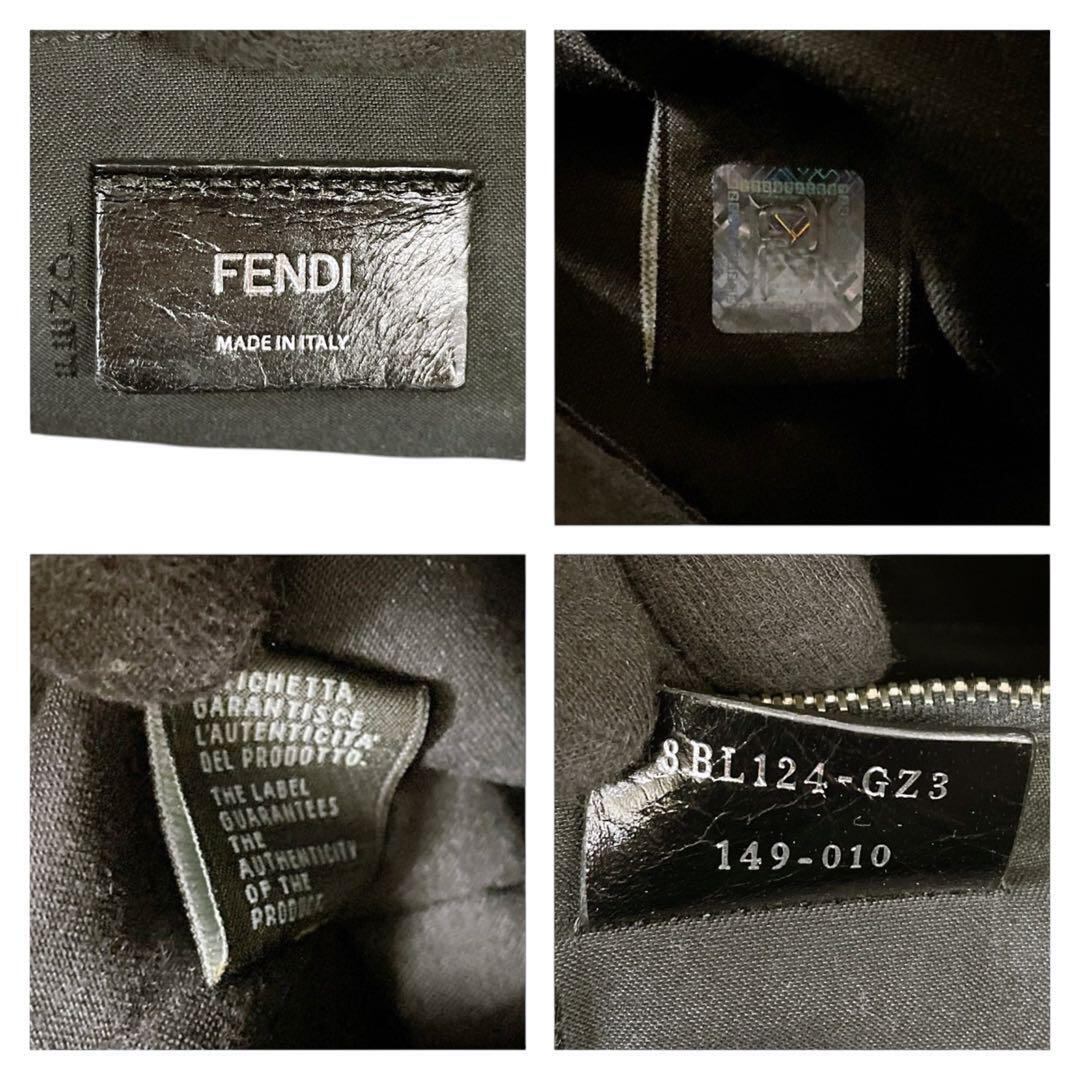 FENDI
MADE IN ITALY
GARANTISCE
L'AUTENTICITA'
DEL PRODOTTO.
THE LABEL
GUARANTEES
THE
AUTHENTICITY
OF THE
8BL124-GZ3
149-010